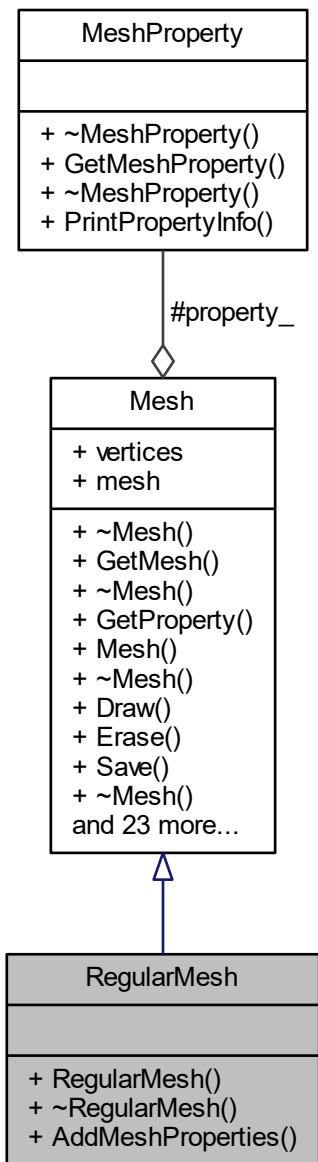 MeshProperty
+ ~MeshProperty()
+ GetMeshProperty()
+ ~MeshProperty()
+ PrintPropertyInfo()
#property_
Mesh
+ vertices
+ mesh
+ ~Mesh()
+ GetMesh()
+ ~Mesh()
+ GetProperty()
+ Mesh()
+ ~Mesh()
+ Draw()
+ Erase()
+ Save()
+ ~Mesh()
and 23 more...
RegularMesh
+ RegularMesh()
+ ~RegularMesh()
+ AddMeshProperties()